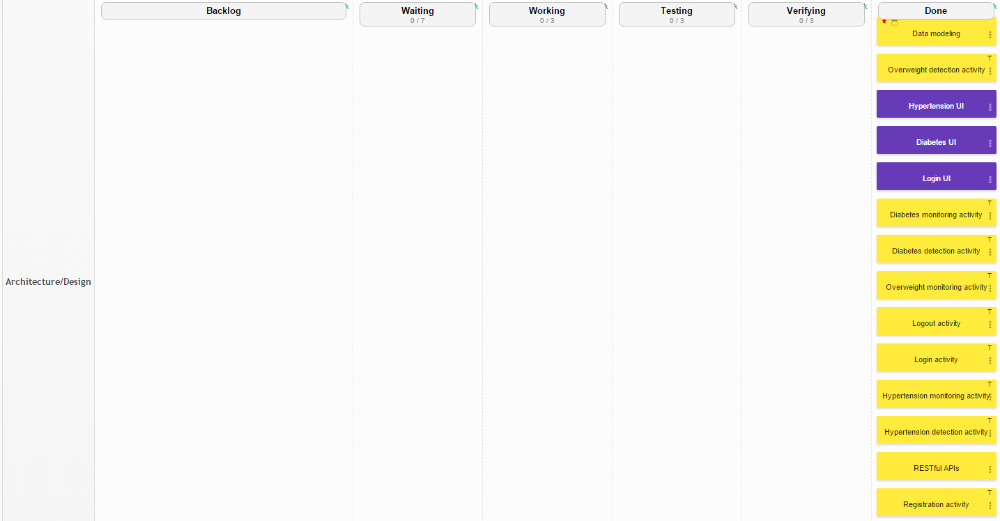 Backlog
k
Waiting
0 / 7
k
Working
0 / 3
k
Testing
0 / 3
k
Verifying
0 / 3
k
Done
k
Architecture/Design
Data modeling
T
Overweight detection activity
Hypertension UI
Diabetes UI
Login UI
T
Diabetes monitoring activity
T
Diabetes detection activity
T
Overweight monitoring activity
T
Logout activity
T
Login activity
T
Hypertension monitoring activity
T
Hypertension detection activity
RESTful APIs
T
Registration activity